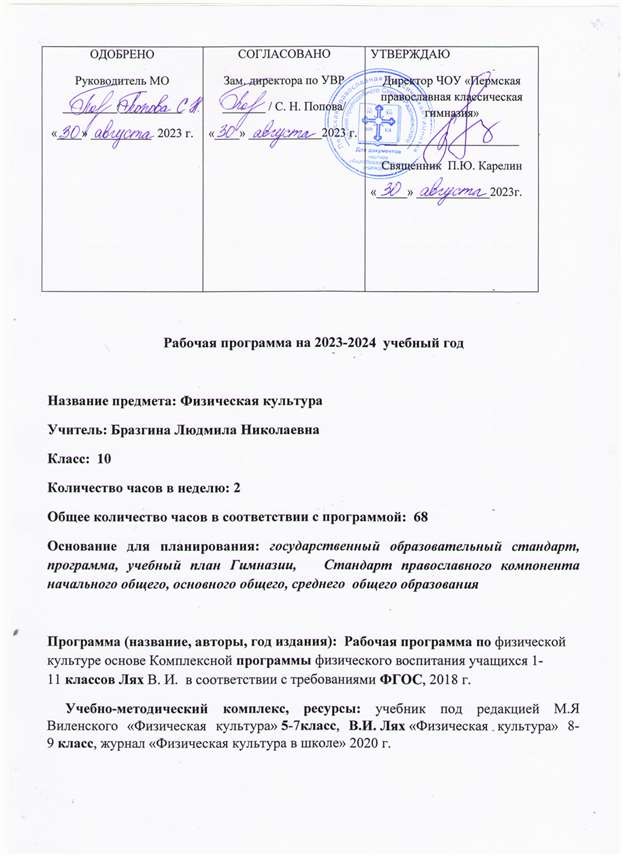 ОДОБРЕНО
Руководитель МО
Попова С.Н.
«30» августа 2023 г.
СОГЛАСОВАНО
Зам. директора по УВР
/ С. Н. Попова/
«30» августа 2023 г.
УТВЕРЖДАЮ
Директор ЧОУ «Пермская
православная классическая
гимназия»
Священник П.Ю. Карелин
«30» августа 2023г.
Для документов
Рабочая программа на 2023-2024 учебный год
Название предмета: Физическая культура
Учитель: Бразгина Людмила Николаевна
Класс: 10
Количество часов в неделю: 2
Общее количество часов в соответствии с программой: 68
Основание для планирования: государственный образовательный стандарт,
программа, учебный план Гимназии, Стандарт православного компонента
начального общего, основного общего, среднего общего образования
Программа (название, авторы, год издания): Рабочая программа по физической
культуре основе Комплексной программы физического воспитания учащихся 1-
11 классов Лях В. И. в соответствии с требованиями ФГОС, 2018 г.
Учебно-методический комплекс, ресурсы: учебник под редакцией М.Я
Виленского «Физическая культура» 5-7класс, В.И. Лях «Физическая культура» 8-
9 класс, журнал «Физическая культура в школе» 2020 г.